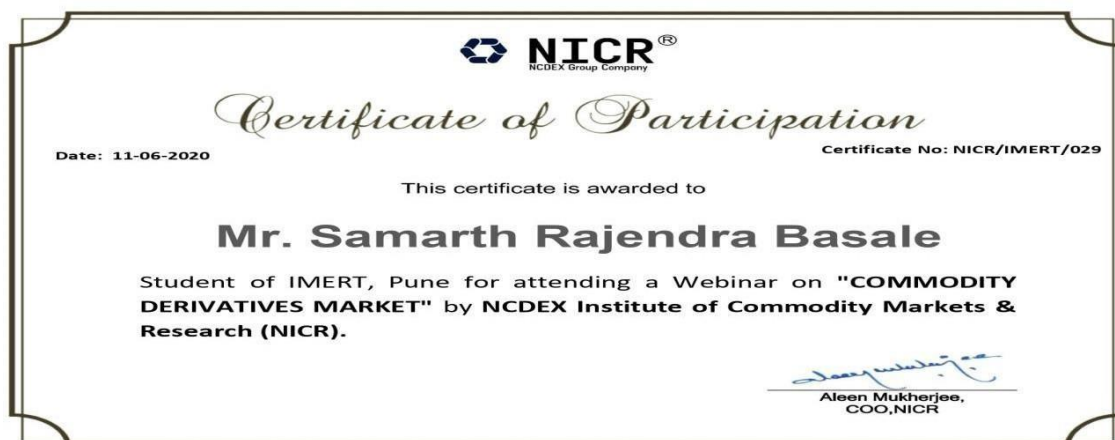 NICR®
NCDEX Group Company
Certificate of Participation
Date: 11-06-2020
Certificate No: NICR/IMERT/029
This certificate is awarded to
Mr. Samarth Rajendra Basale
Student of IMERT, Pune for attending a Webinar on "COMMODITY
DERIVATIVES MARKET" by NCDEX Institute of Commodity Markets &
Research (NICR).
Aleen Mukherjee,
COO,NICR